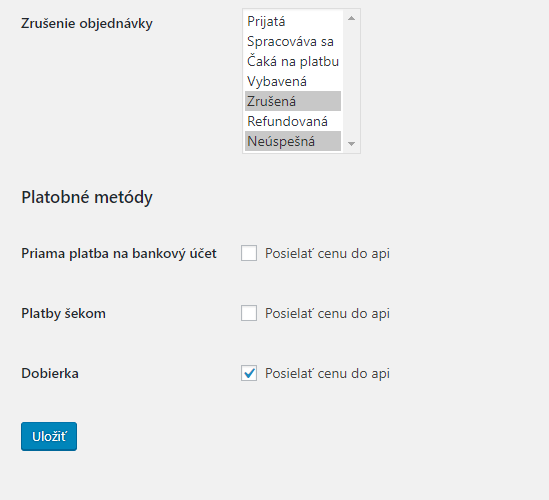 Zrušenie objednávky
Prijatá
Spracováva sa
Čaká na platbu
Vybavená
Zrušená
Refundovaná
Neúspešná
Platobné metódy
Priama platba na bankový účet
Posielať cenu do api
Platby šekom
Posielať cenu do api
Dobierka
Posielať cenu do api
Uložiť